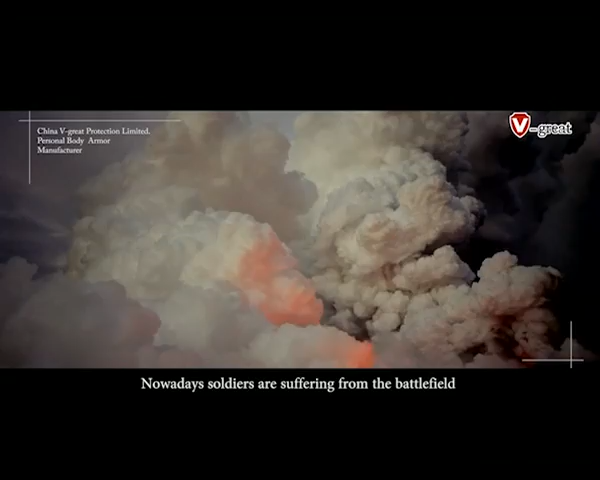 China V-great Protection Limited.
Personal Body Armor
Manufacturer
V-great
Nowadays soldiers are suffering from the battlefield